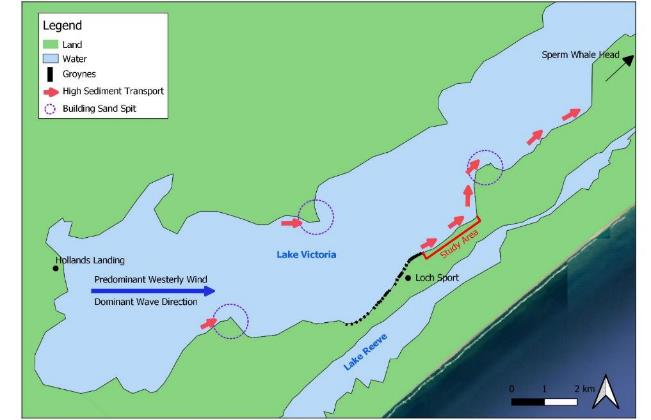 Legend
Land
Water
Groynes
High Sediment Transport
Building Sand Spit
Sperm Whale Head
Lake Victoria
Study Area
Hollands Landing
Predominant Westerly Wind
Dominant Wave Direction
Loch Sport
Lake Reeve
0 1 2 km